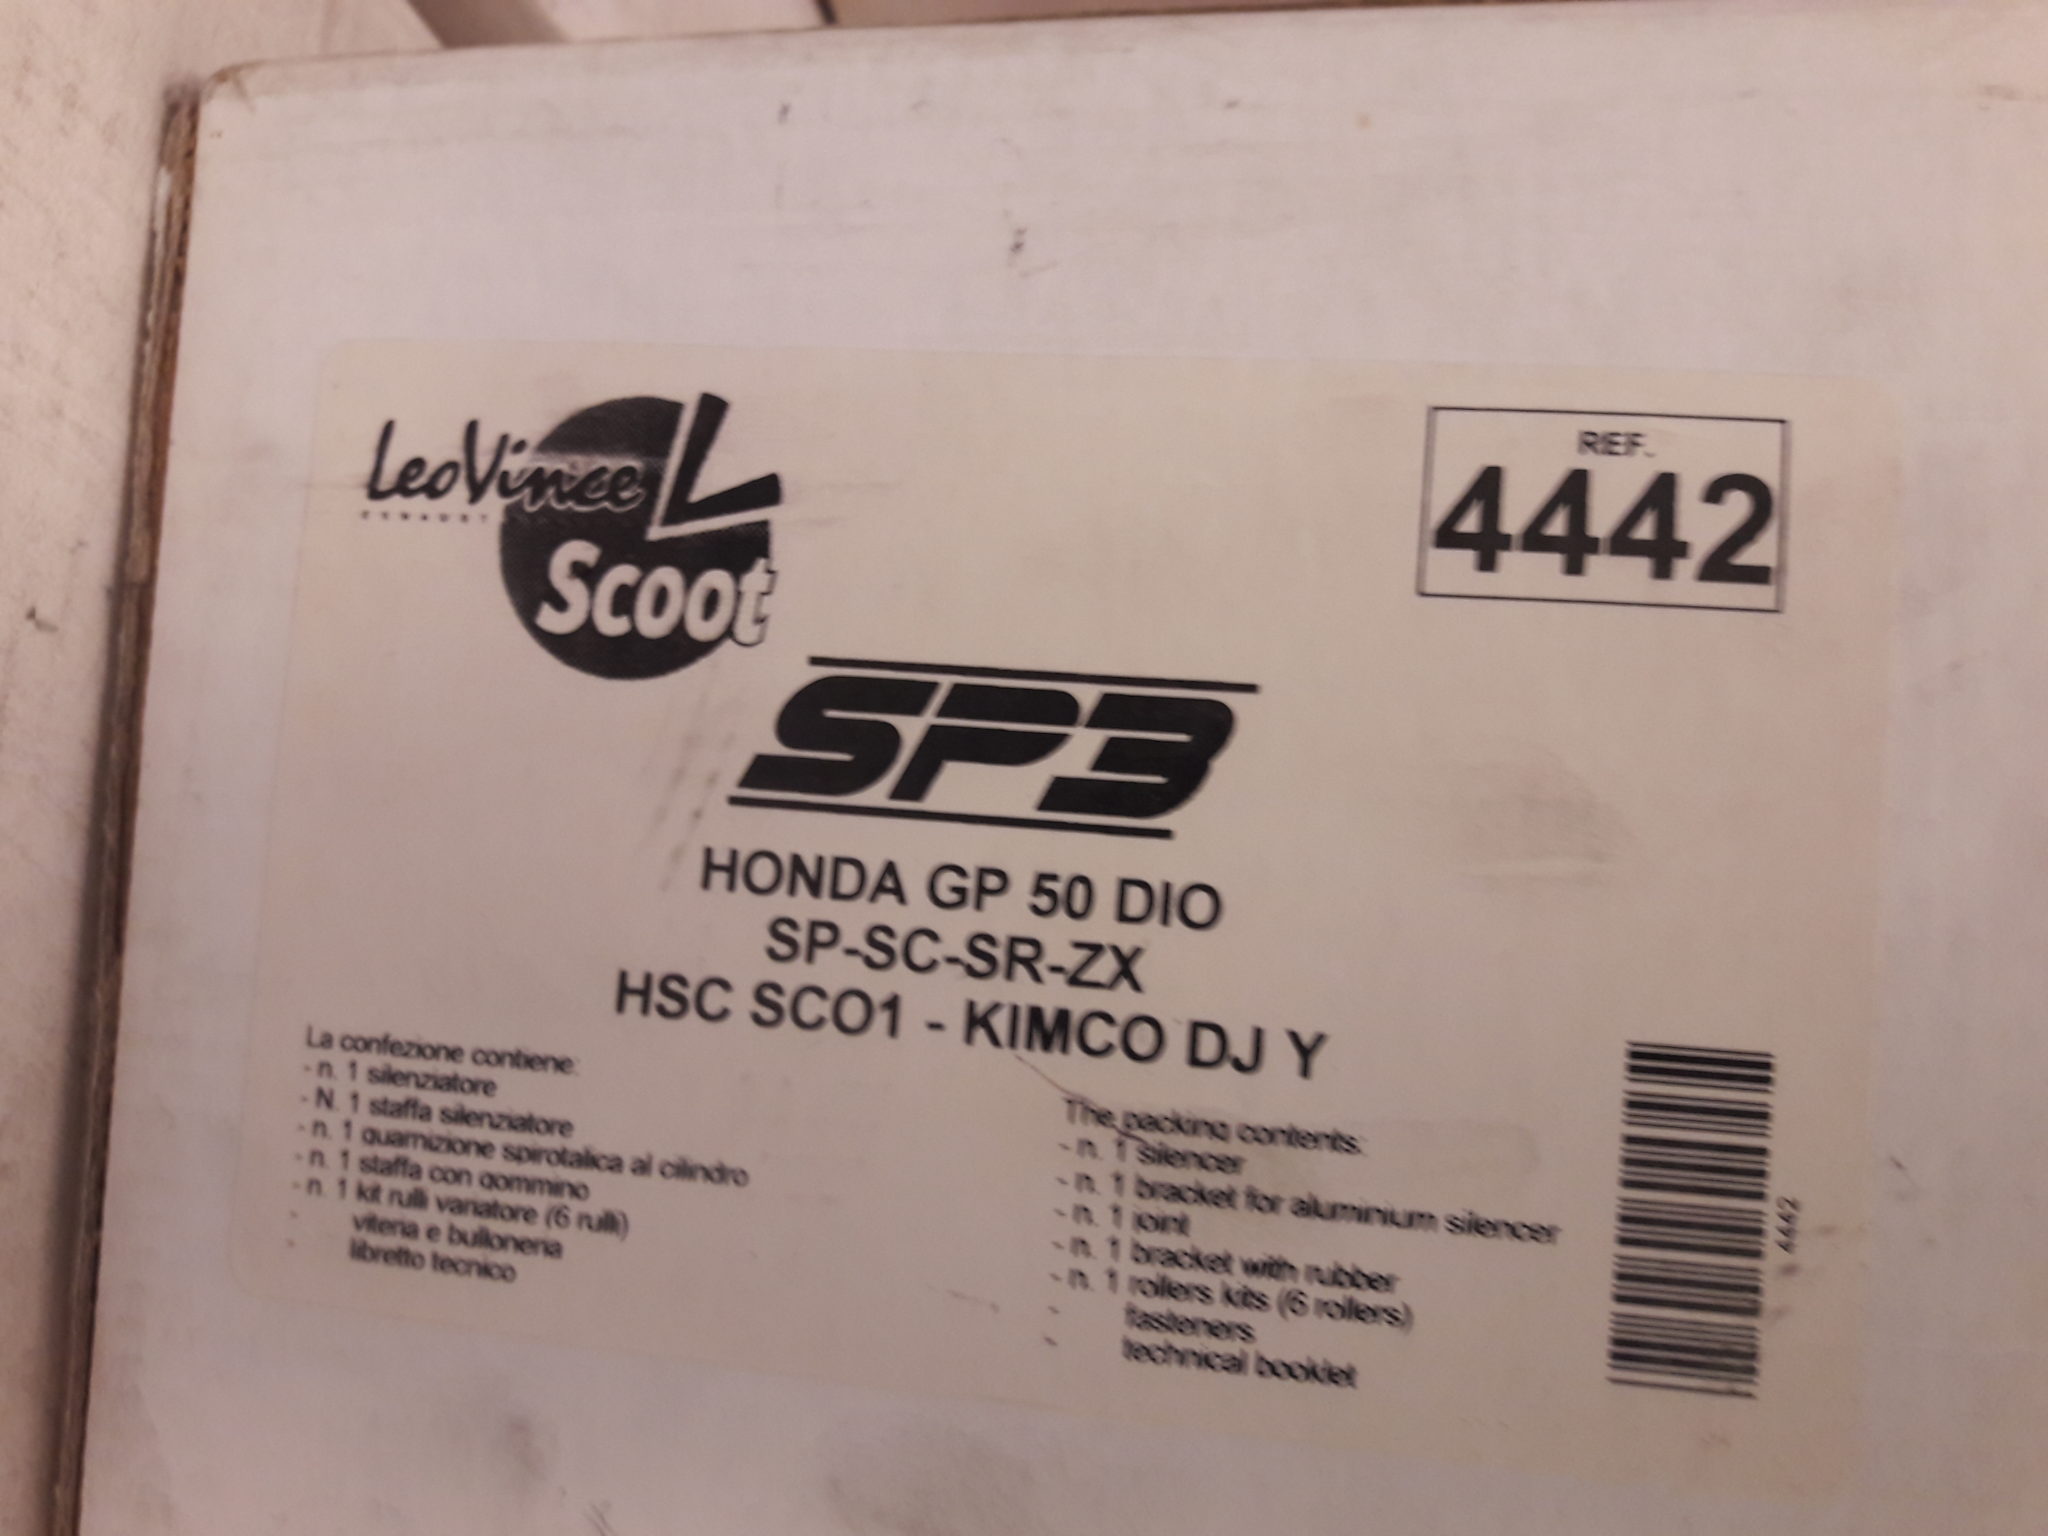 LeoVince
EXHAUST
Scoot
REF.
4442
SP3
HONDA GP 50 DIO
SP-SC-SR-ZX
HSC SCO1 - KIMCO DJ Y
La confezione contiene:
- n. 1 silenziatore
- N. 1 staffa silenziatore
- n. 1 guarnizione spirotalica al cilindro
- n. 1 staffa con gommino
- n. 1 kit rulli variatore (6 rulli)
- viteria e bulloneria
- libretto tecnico
The packing contents:
- n. 1 silencer
- n. 1 bracket for aluminium silencer
- n. 1 joint
- n. 1 bracket with rubber
- n. 1 rollers kits (6 rollers)
- fasteners
- technical booklet
4442